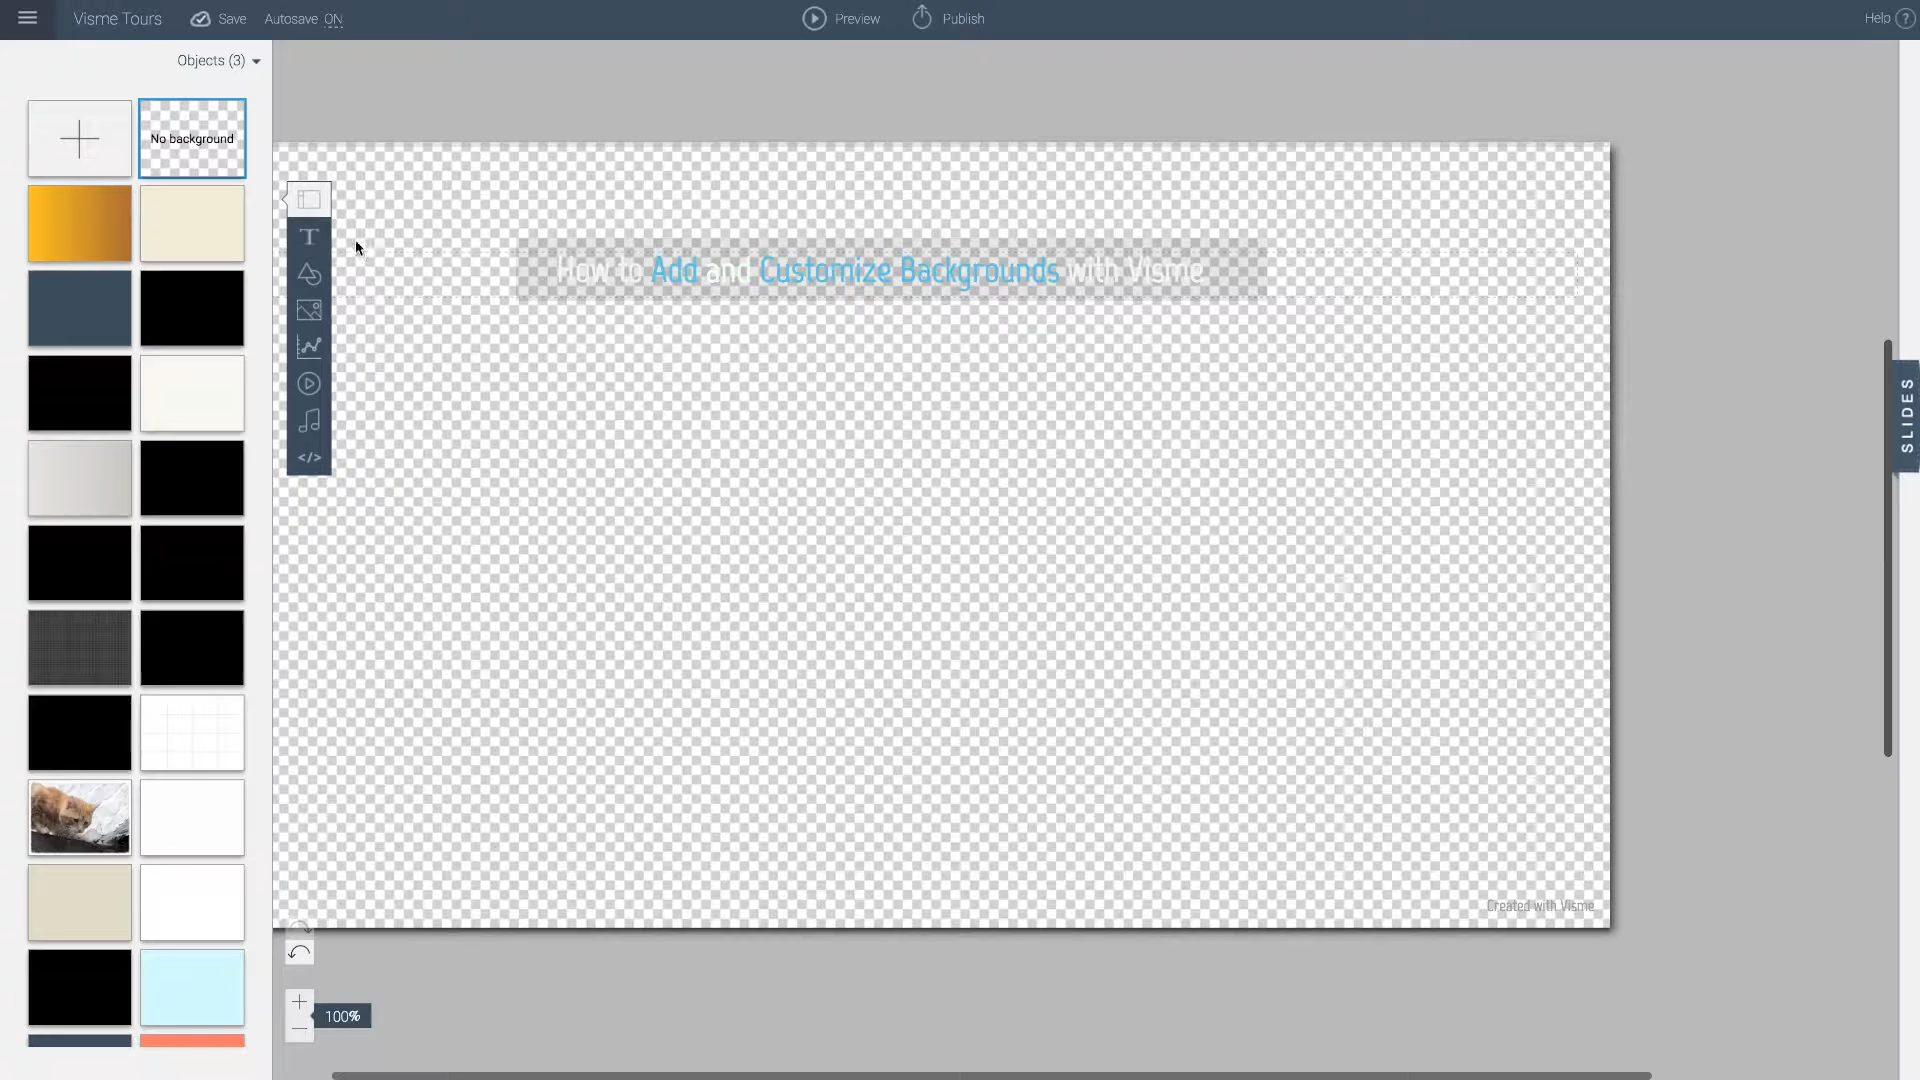 Visme Tours
Save
Autosave ON
Preview
Publish
Help ?
Objects (3)
No background
T
How to Add and Customize Backgrounds with Visme
</>
SLIDES
Created with Visme
100%